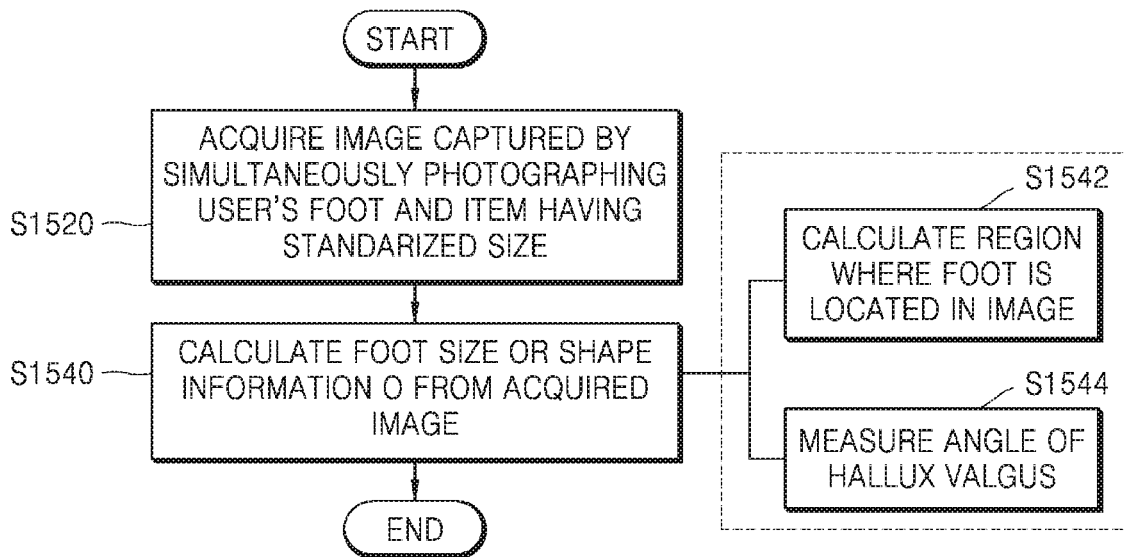 START
ACQUIRE IMAGE CAPTURED BY
SIMULTANEOUSLY PHOTOGRAPHING
USER'S FOOT AND ITEM HAVING
STANDARIZED SIZE
S1520
CALCULATE FOOT SIZE OR SHAPE
INFORMATION O FROM ACQUIRED
IMAGE
S1540
END
S1542
CALCULATE REGION
WHERE FOOT IS
LOCATED IN IMAGE
S1544
MEASURE ANGLE OF
HALLUX VALGUS